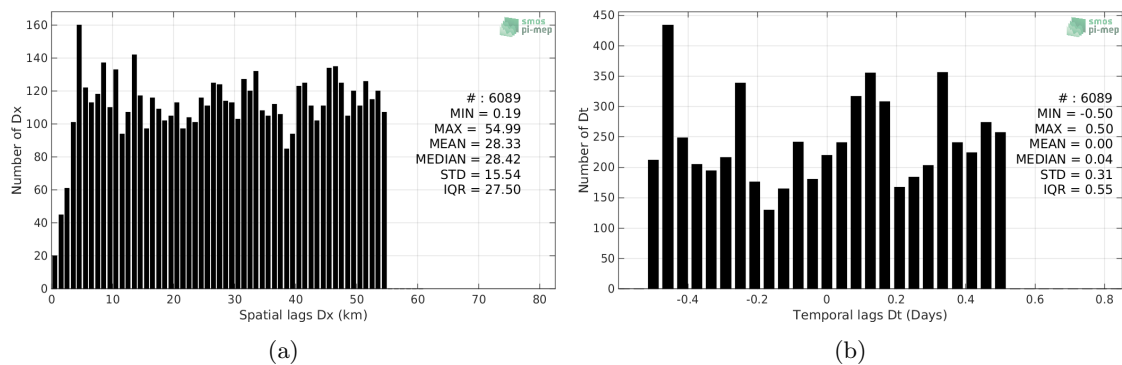 160
140
120
100
80
60
40
20
0
Number of Dx
smos
pi-mep
# : 6089
MIN = 0.19
MAX = 54.99
MEAN = 28.33
MEDIAN = 28.42
STD = 15.54
IQR = 27.50
0 10 20 30 40 50 60 70 80
Spatial lags Dx (km)
(a)
450
400
350
300
250
200
150
100
50
0
Number of Dt
smos
pi-mep
# : 6089
MIN = -0.50
MAX = 0.50
MEAN = 0.00
MEDIAN = 0.04
STD = 0.31
IQR = 0.55
-0.4 -0.2 0 0.2 0.4 0.6 0.8
Temporal lags Dt (Days)
(b)